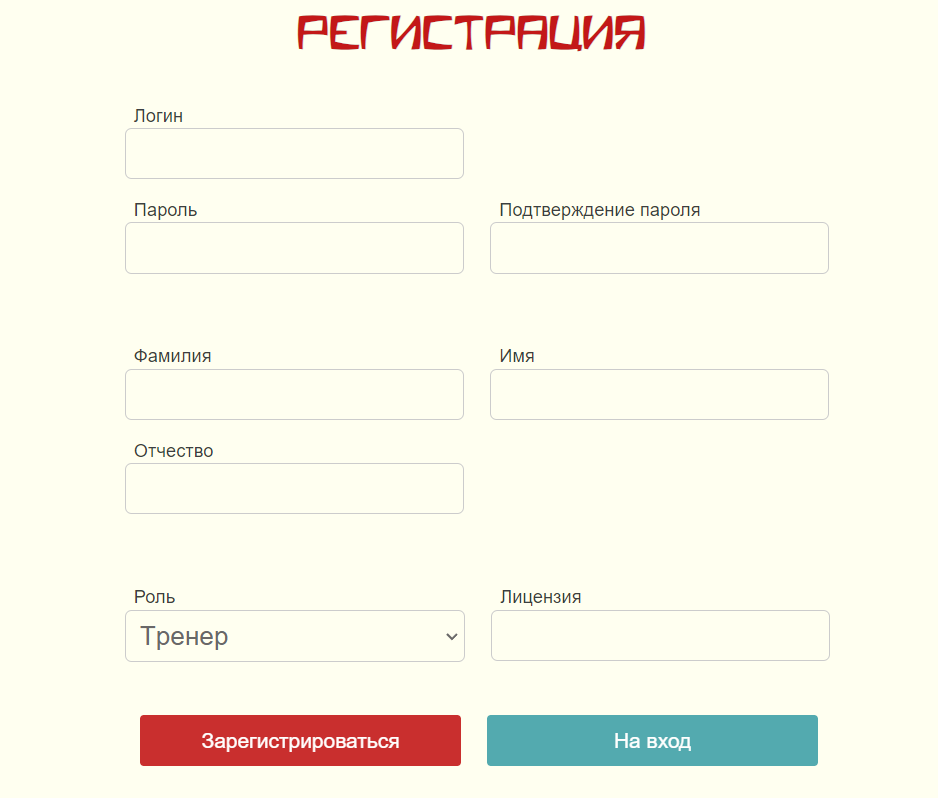 РЕГИСТРАЦИЯ
Логин
Пароль Подтверждение пароля
Фамилия Имя
Отчество
Роль Лицензия
Тренер
Зарегистрироваться На вход